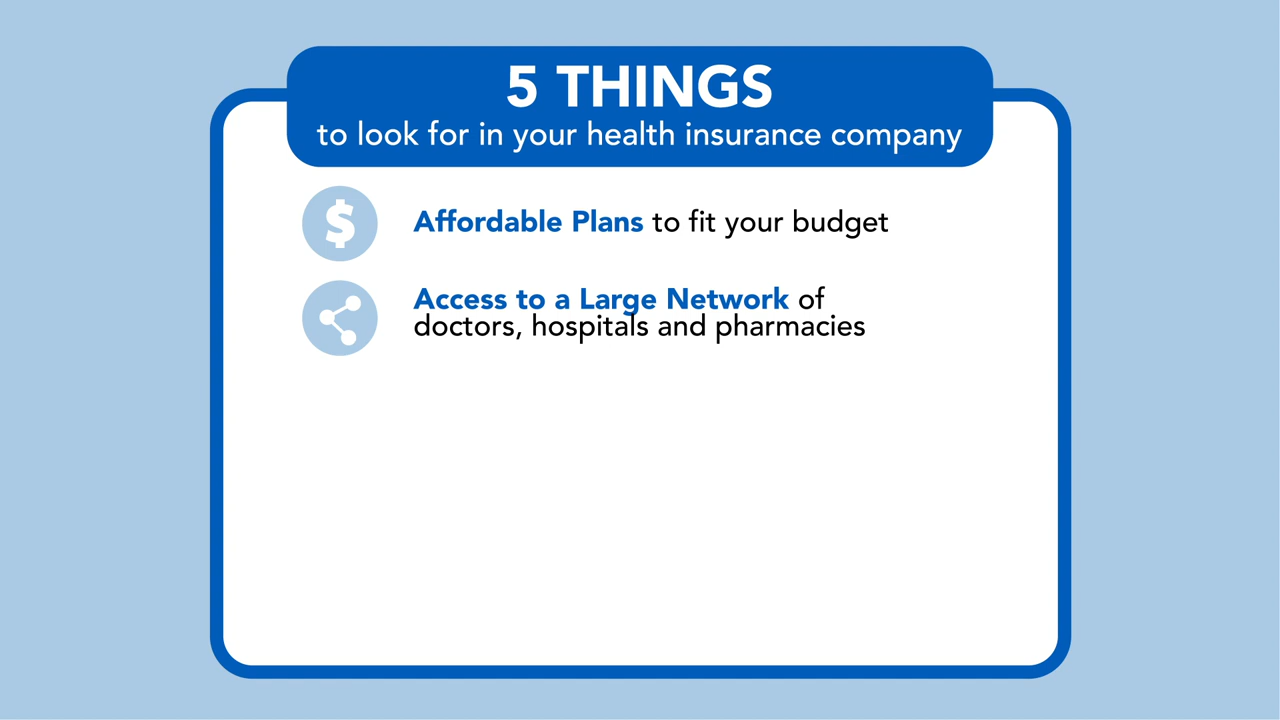 5 THINGS
to look for in your health insurance company
$
Affordable Plans to fit your budget
Access to a Large Network of
doctors, hospitals and pharmacies